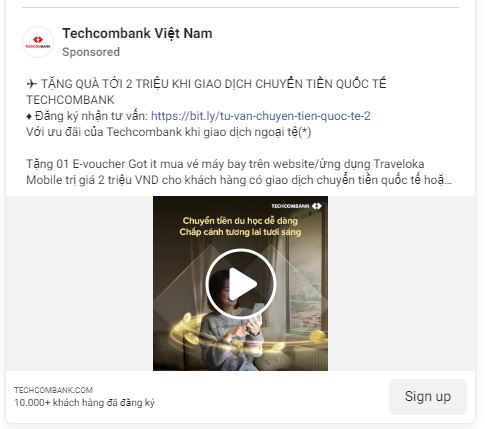 TECHCOMBANK
Techcombank Việt Nam
Sponsored
✈ TẶNG QUÀ TỚI 2 TRIỆU KHI GIAO DỊCH CHUYỂN TIỀN QUỐC TẾ
TECHCOMBANK
♦ Đăng ký nhận tư vấn: https://bit.ly/tu-van-chuyen-tien-quoc-te-2
Với ưu đãi của Techcombank khi giao dịch ngoại tệ(*)
Tặng 01 E-voucher Got it mua vé máy bay trên website/ứng dụng Traveloka
Mobile trị giá 2 triệu VND cho khách hàng có giao dịch chuyển tiền quốc tế hoặ...
TECHCOMBANK
Chuyển tiền du học dễ dàng
Chắp cánh tương lai tươi sáng
TECHCOMBANK.COM
10.000+ khách hàng đã đăng ký
Sign up